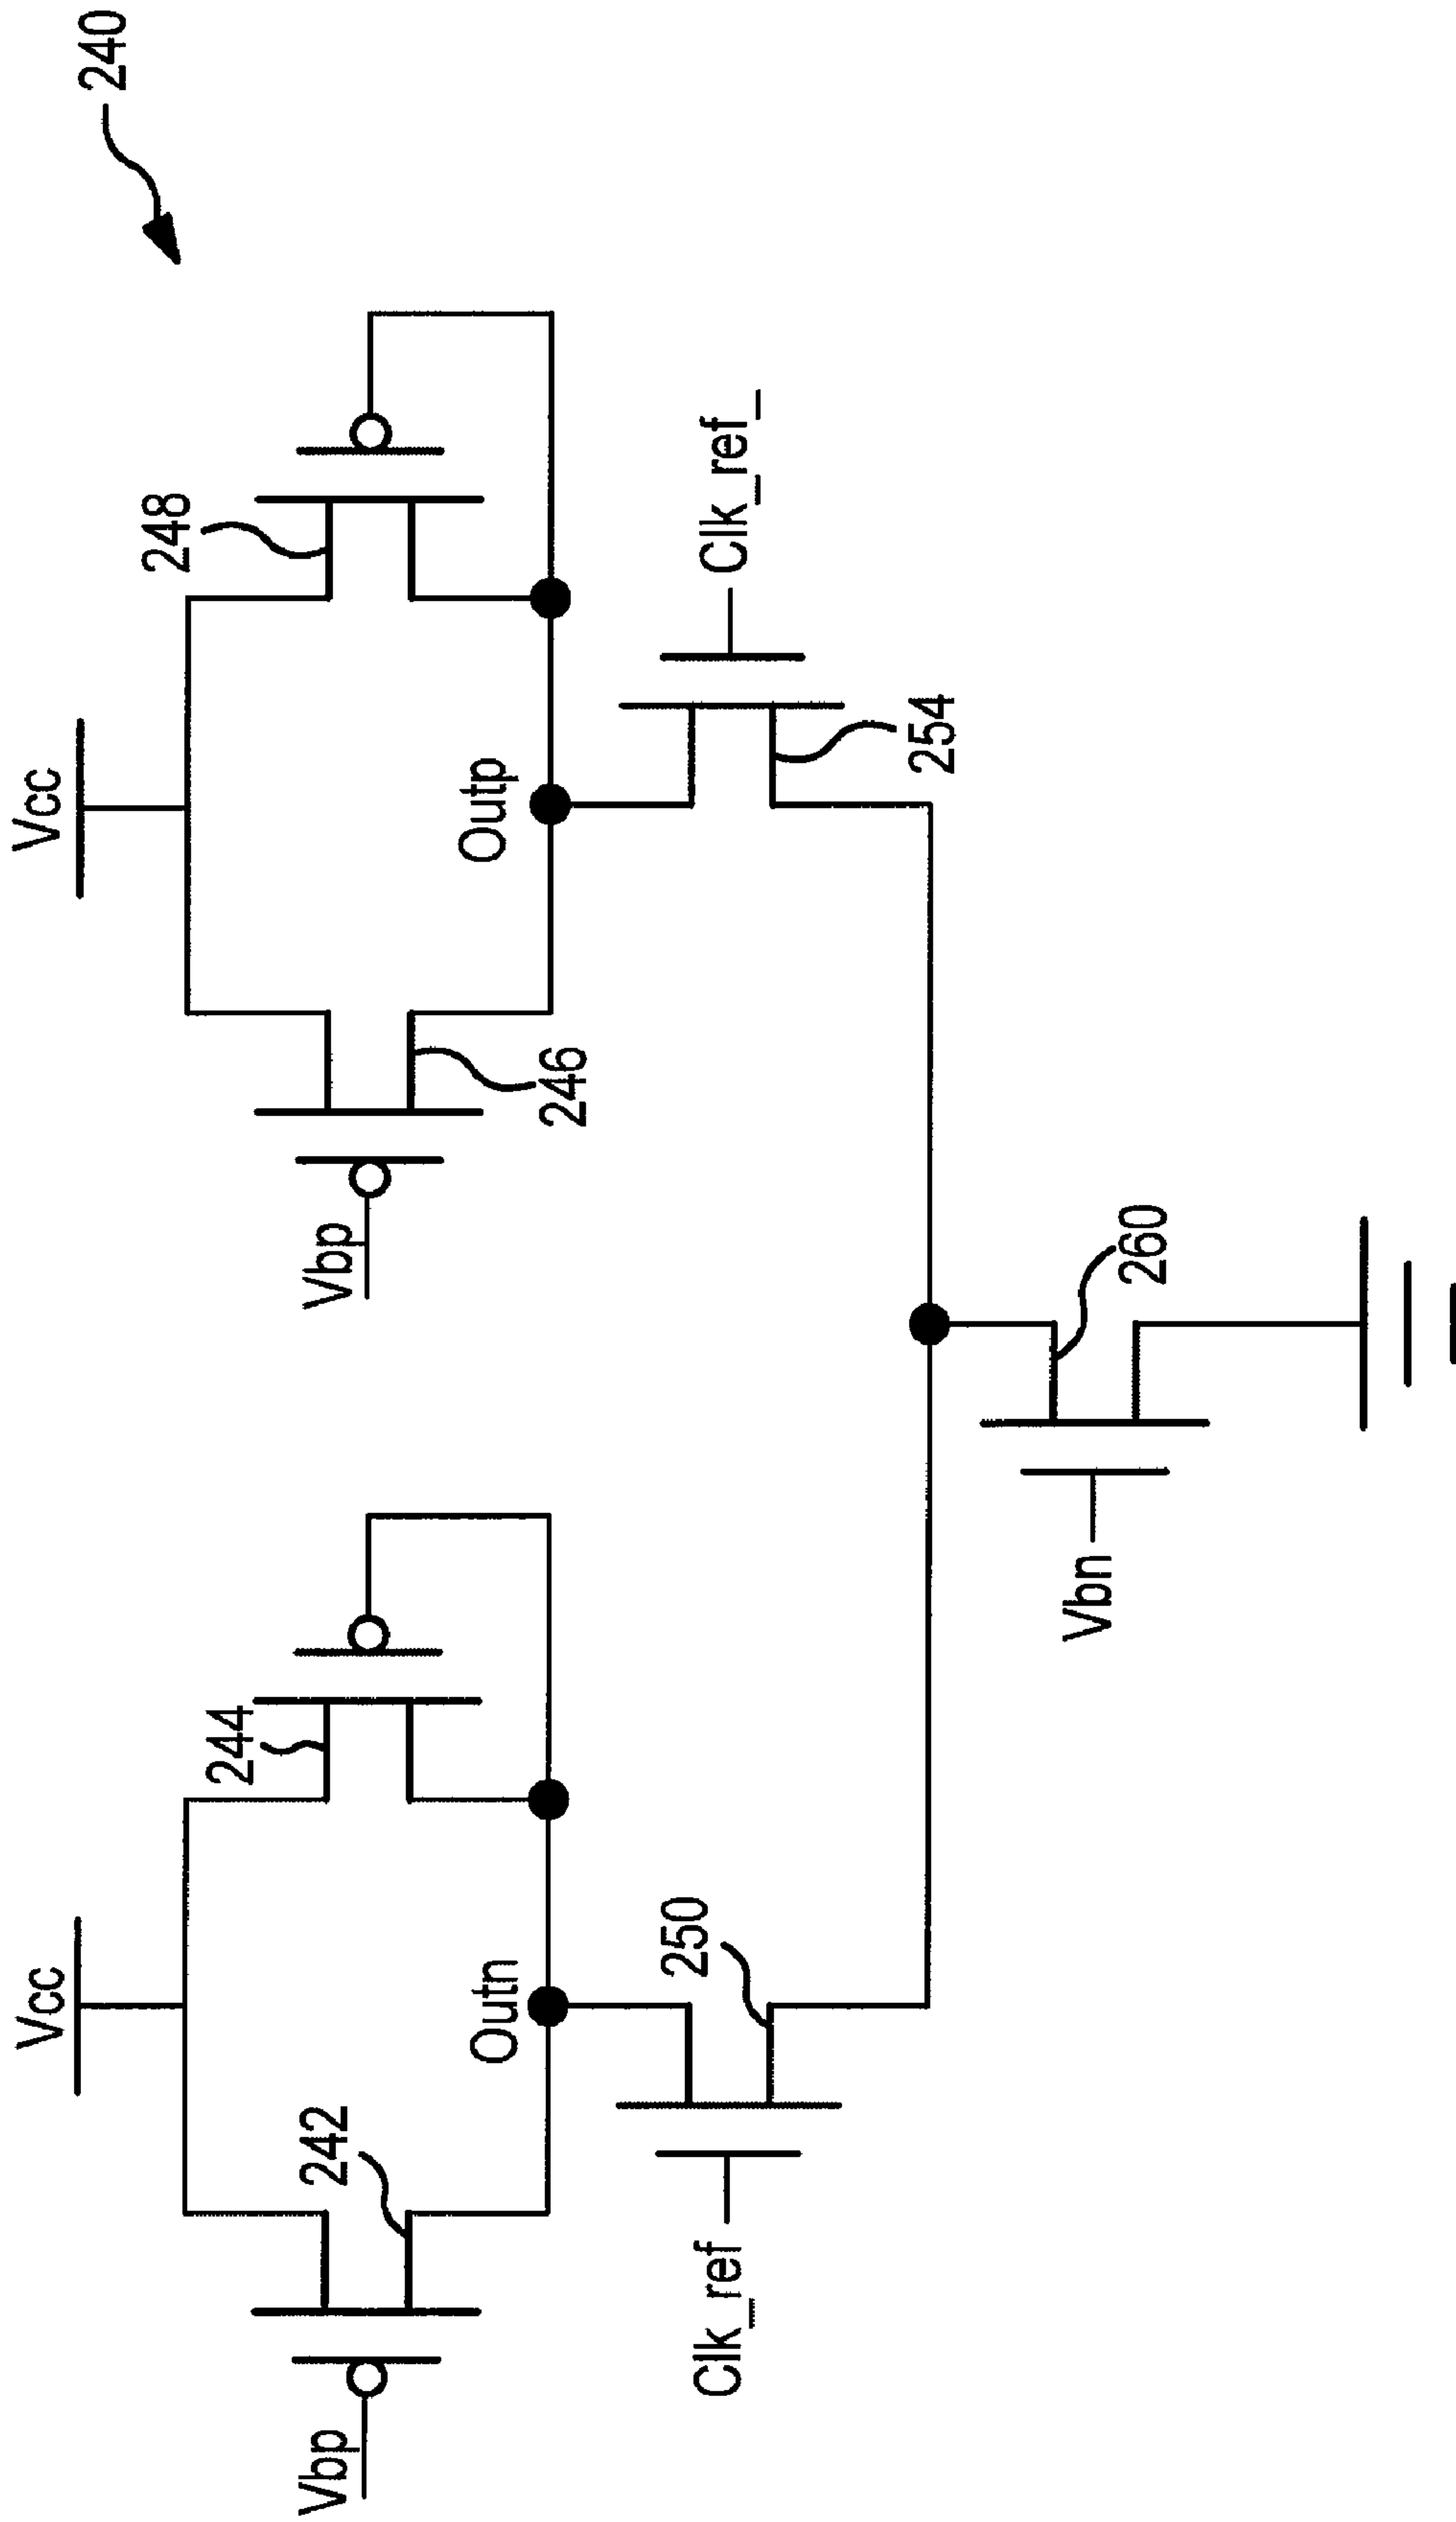 240
Vcc
Vcc
242
244
248
Vbp
Vbp
246
Outn
Outp
Clk_ref
250
Clk_ref_
254
Vbn
260